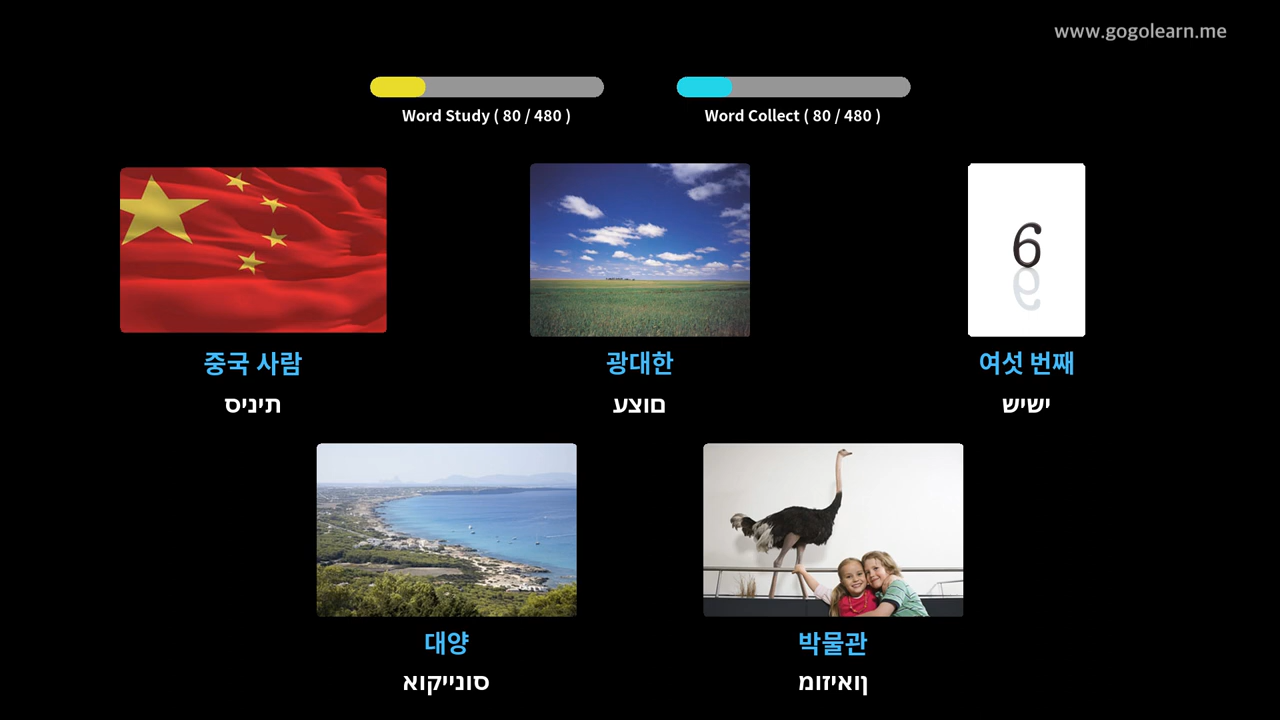 www.gogolearn.me
Word Study ( 80 / 480 )
Word Collect ( 80 / 480 )
6
중국 사람
광대한
여섯 번째
סינית
עצום
שישי
대양
박물관
אוקיינוס
מוזיאון